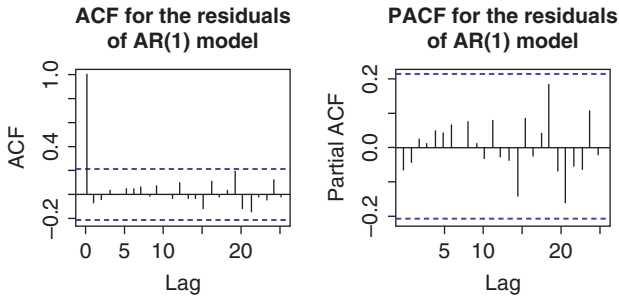 ACF for the residuals
of AR(1) model
ACF
1.0
0.4
−0.2
0 5 10 20
Lag
PACF for the residuals
of AR(1) model
Partial ACF
0.2
0.0
−0.2
5 10 20
Lag